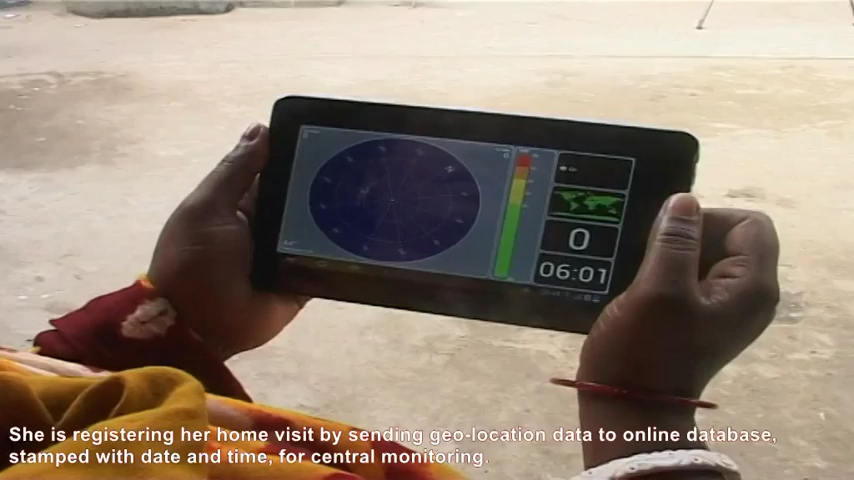 0
06:01
She is registering her home visit by sending geo-location data to online database,
stamped with date and time, for central monitoring.